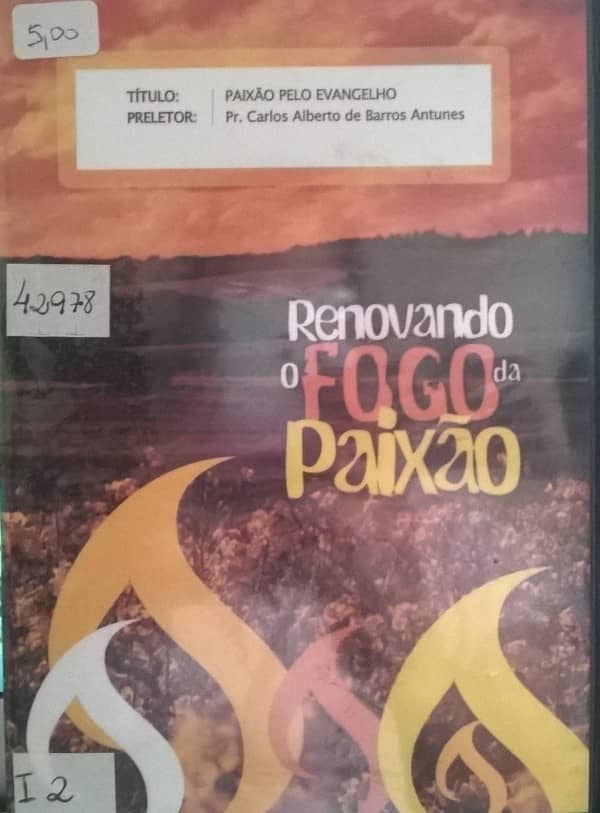 5,00
TÍTULO: PAIXÃO PELO EVANGELHO
PRELETOR: Pr. Carlos Alberto de Barros Antunes
42978
Renovando
o FOGO da
Paixão
I 2